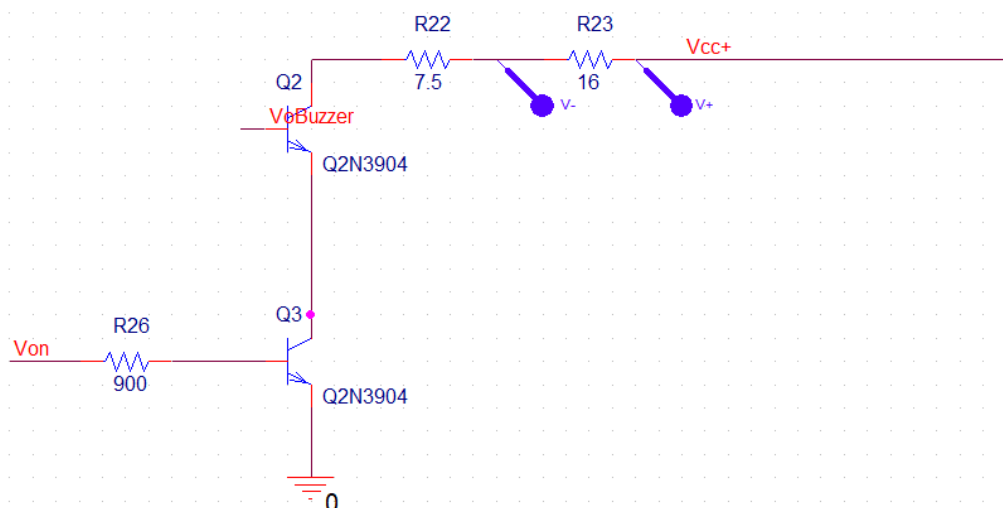 R22
R23
Vcc+
7.5
16
V-
V+
Q2
VoBuzzer
Q2N3904
Q3
R26
Von
900
Q2N3904
0